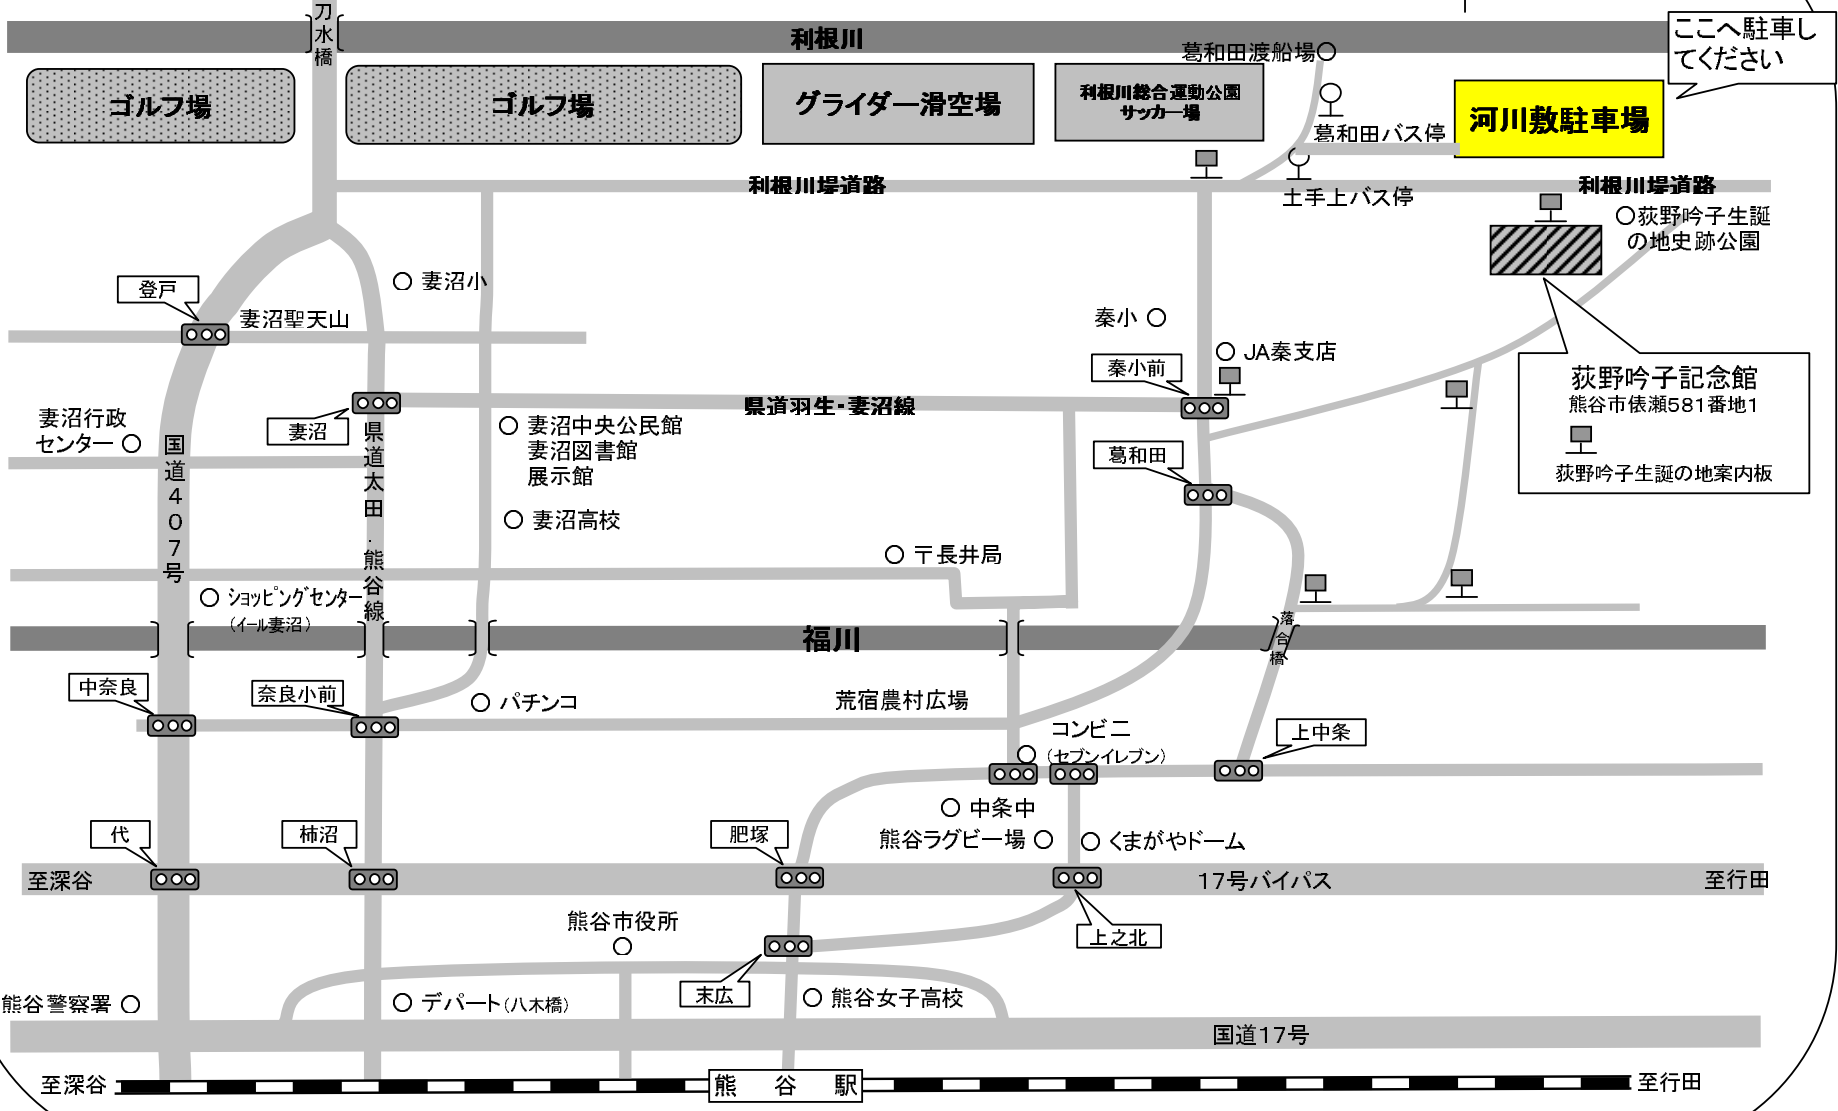 刀水橋
利根川
葛和田渡船場
ここへ駐車し
てください
ゴルフ場
ゴルフ場
グライダー滑空場
利根川総合運動公園
サッカー場
葛和田バス停
河川敷駐車場
利根川堤道路
土手上バス停
利根川堤道路
荻野吟子生誕
の地史跡公園
登戸
妻沼聖天山
妻沼小
秦小
JA秦支店
秦小前
荻野吟子記念館
熊谷市俵瀬581番地1
荻野吟子生誕の地案内板
妻沼行政
センター
妻沼
県道羽生・妻沼線
妻沼中央公民館
妻沼図書館
展示館
葛和田
国道407号
県道太田.熊谷線
妻沼高校
〒長井局
ショッピングセンター
(イール妻沼)
福川
落合橋
中奈良
奈良小前
パチンコ
荒宿農村広場
コンビニ
(セブンイレブン)
上中条
中条中
代
柿沼
肥塚
熊谷ラグビー場
くまがやドーム
至深谷
17号バイパス
至行田
熊谷市役所
上之北
末広
熊谷警察署
デパート(八木橋)
熊谷女子高校
国道17号
至深谷
熊谷駅
至行田